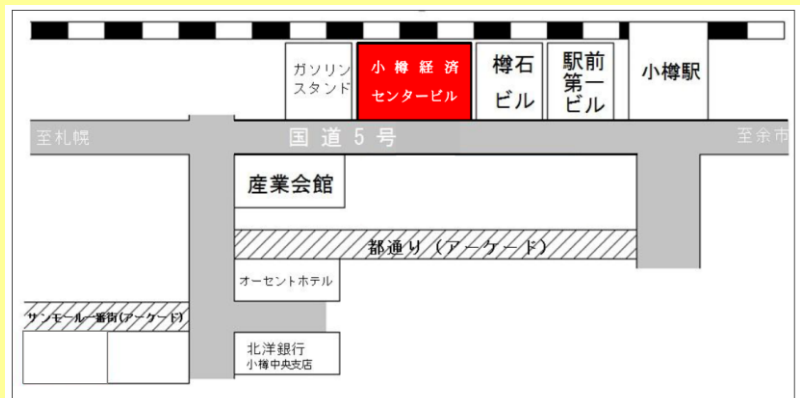 ガソリン
スタンド
小樽経済
センタービル
樽石
ビル
駅前
第一
ビル
小樽駅
至札幌
国道5号
至余市
産業会館
都通り(アーケード)
オーセントホテル
サンモール一番街(アーケード)
北洋銀行
小樽中央支店